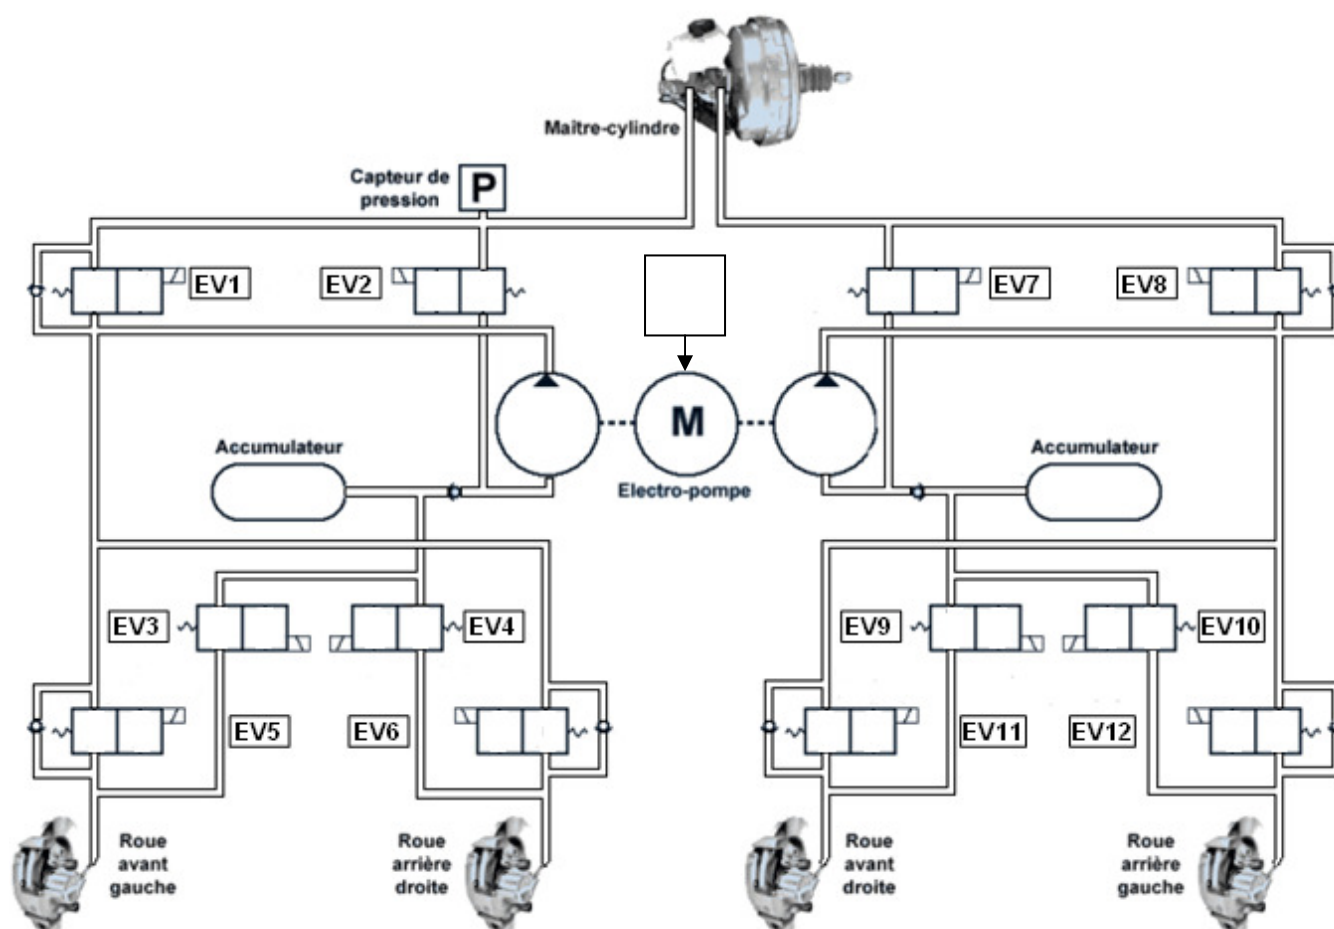 Maître-cylindre
Capteur de
pression
P
EV1
EV2
EV7
EV8
M
Electro-pompe
Accumulateur
Accumulateur
EV3
EV4
EV9
EV10
EV5
EV6
EV11
EV12
Roue
avant
gauche
Roue
arrière
droite
Roue
avant
droite
Roue
arrière
gauche